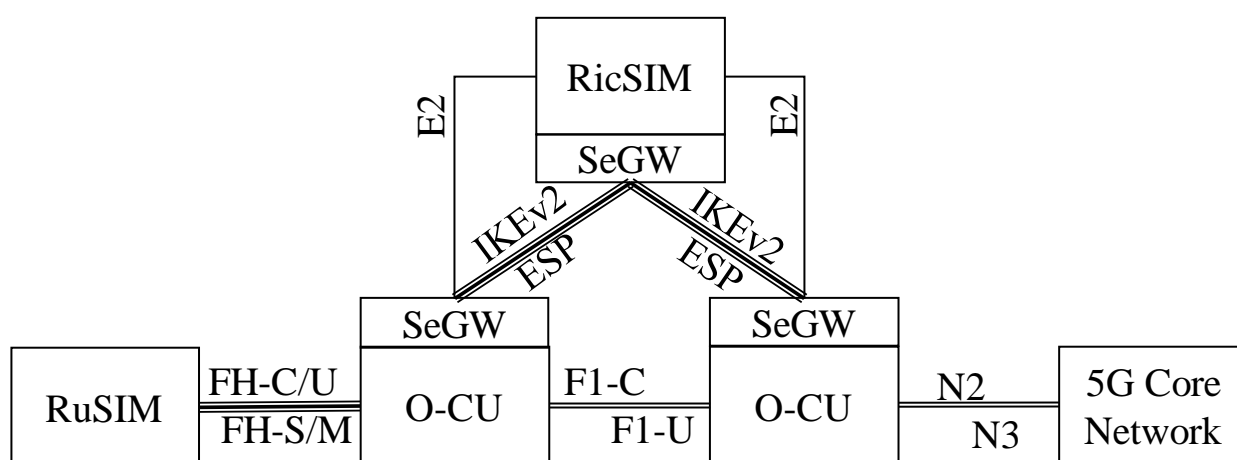 RicSIM
E2
E2
SeGW
IKEv2
ESP
IKEv2
ESP
SeGW
SeGW
RuSIM
FH-C/U
FH-S/M
O-CU
F1-C
F1-U
O-CU
N2
N3
5G Core
Network